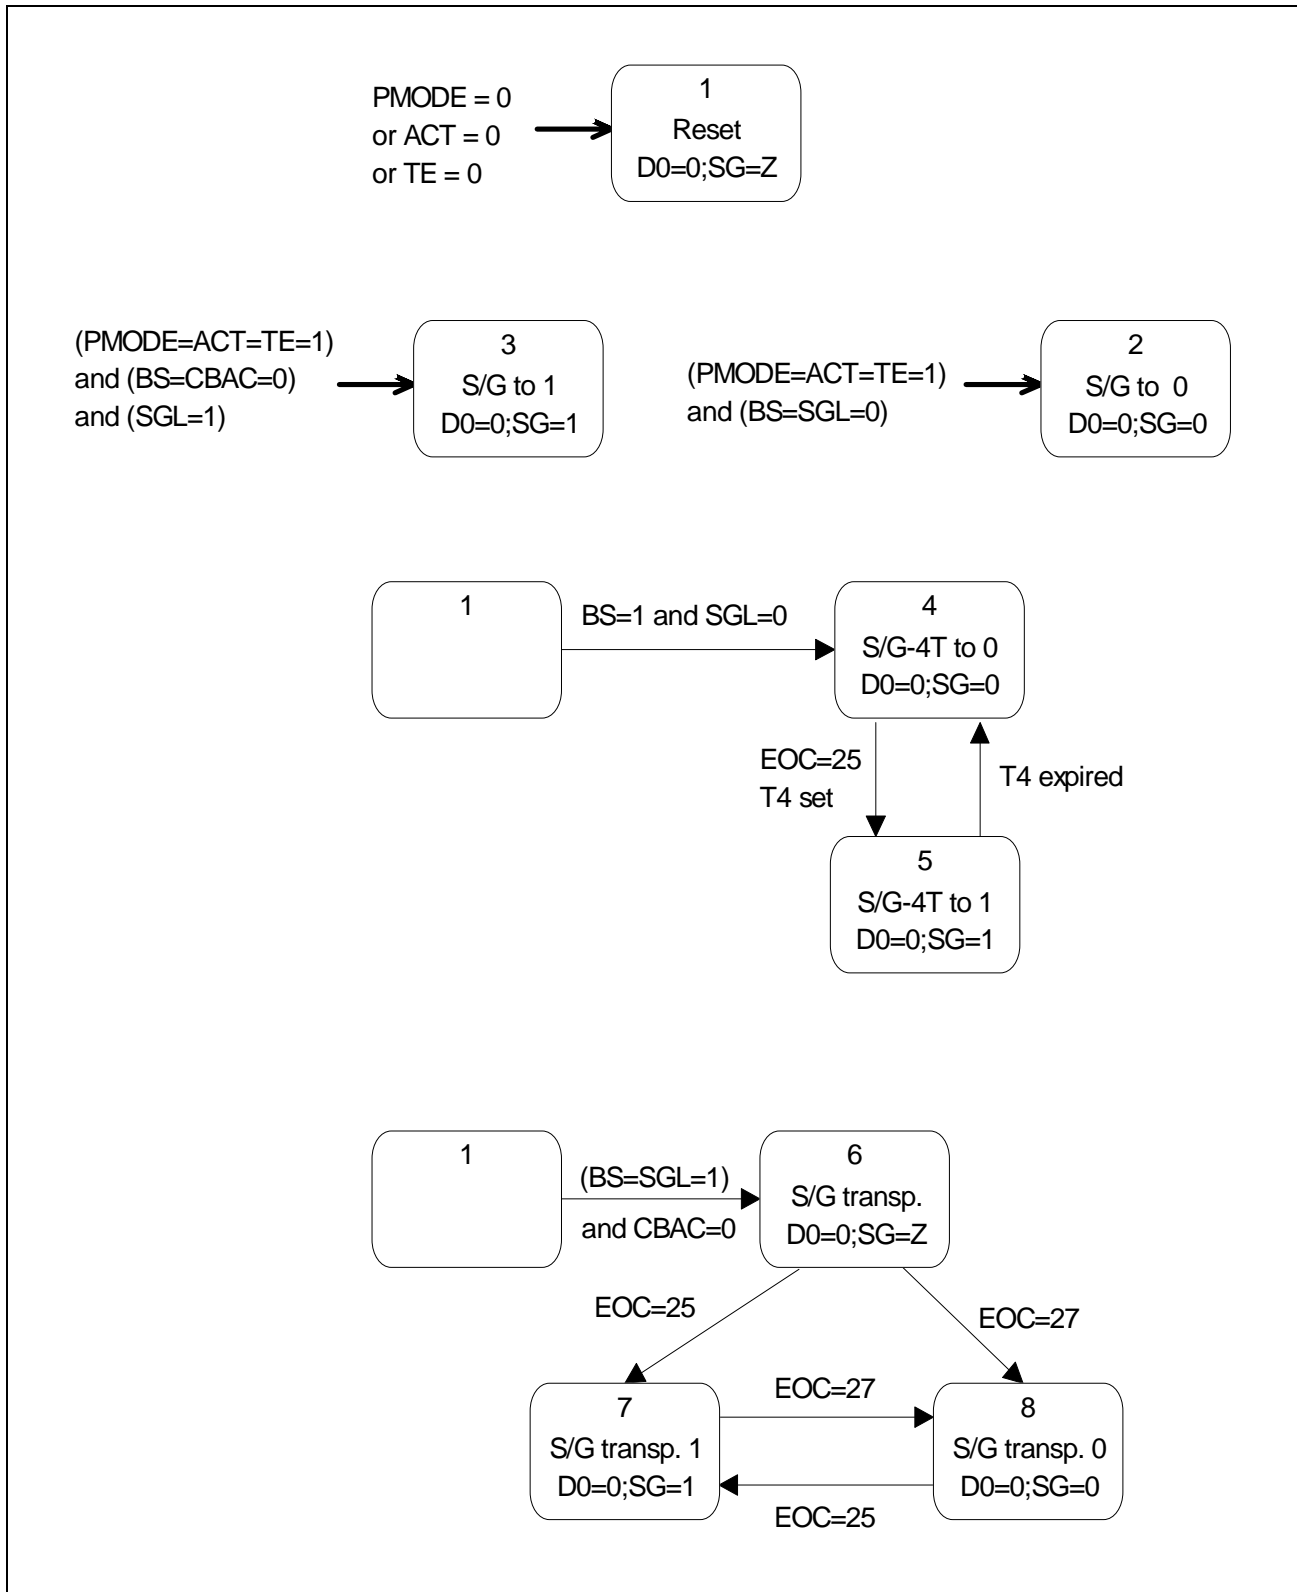 PMODE = 0
or ACT = 0
or TE = 0
1
Reset
D0=0;SG=Z
(PMODE=ACT=TE=1)
and (BS=CBAC=0)
and (SGL=1)
3
S/G to 1
D0=0;SG=1
(PMODE=ACT=TE=1)
and (BS=SGL=0)
2
S/G to 0
D0=0;SG=0
1
BS=1 and SGL=0
4
S/G-4T to 0
D0=0;SG=0
EOC=25
T4 set
T4 expired
5
S/G-4T to 1
D0=0;SG=1
1
(BS=SGL=1)
and CBAC=0
6
S/G transp.
D0=0;SG=Z
EOC=25
EOC=27
7
S/G transp. 1
D0=0;SG=1
EOC=27
EOC=25
8
S/G transp. 0
D0=0;SG=0